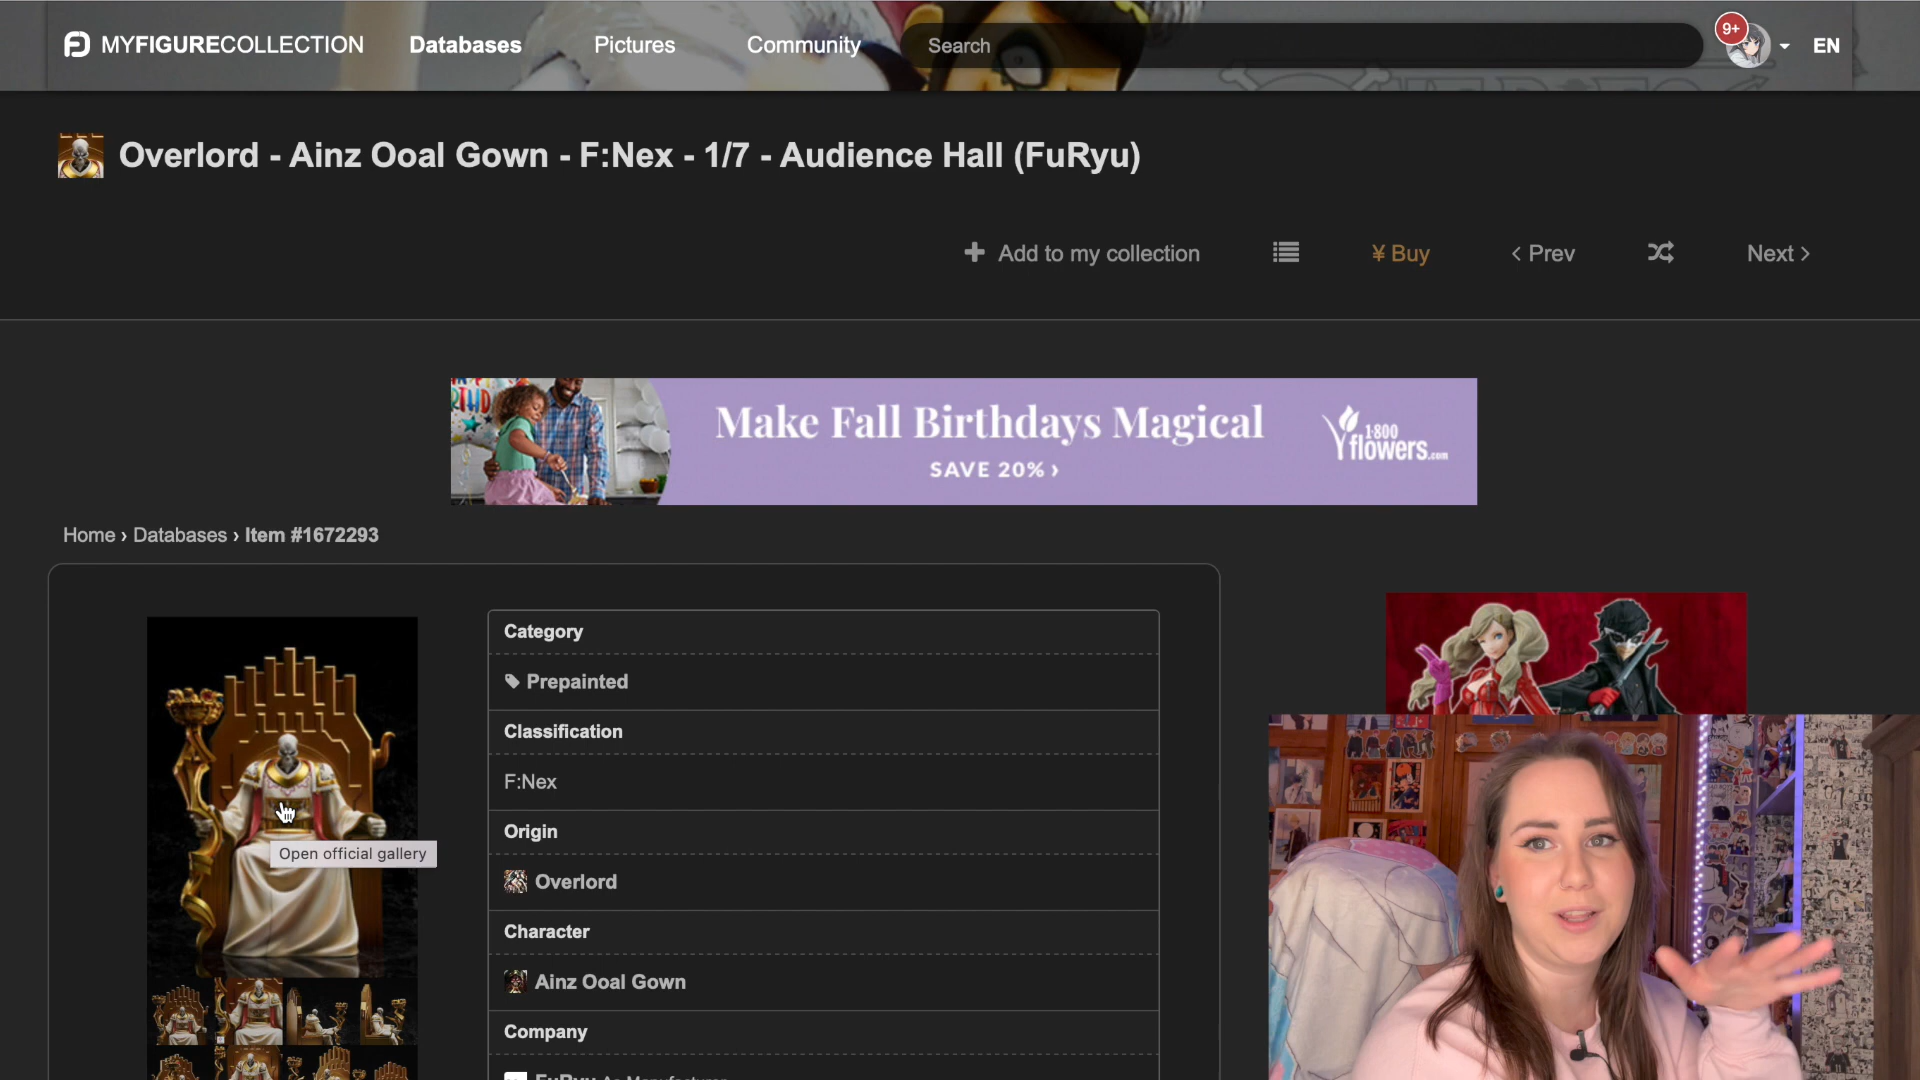 MYFIGURECOLLECTION Databases Pictures Community Search 9+ EN
Overlord - Ainz Ooal Gown - F:Nex - 1/7 - Audience Hall (FuRyu)
Add to my collection ¥ Buy ‹ Prev Next ›
Make Fall Birthdays Magical
SAVE 20% ›
1-800
flowers.com
Home › Databases › Item #1672293
Category
Prepainted
Classification
F:Nex
Origin
Overlord
Character
Ainz Ooal Gown
Company
Open official gallery